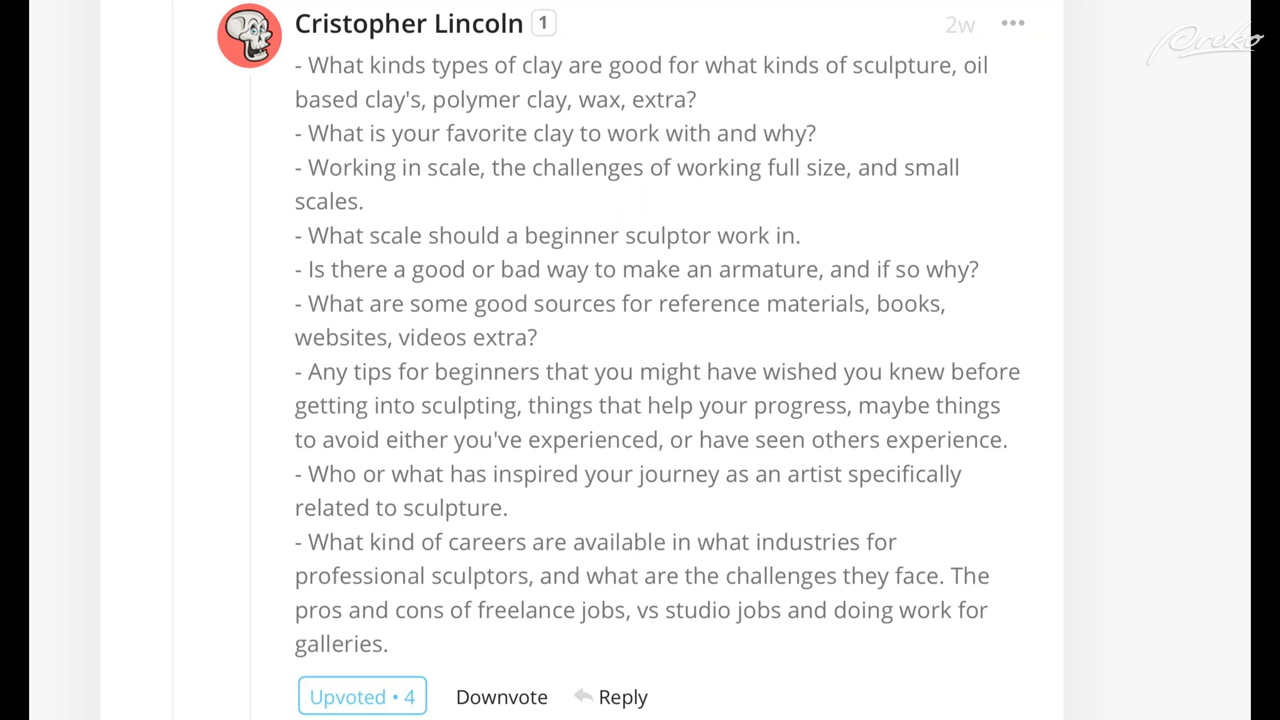 Cristopher Lincoln 1 2w •••
Proko
- What kinds types of clay are good for what kinds of sculpture, oil
based clay's, polymer clay, wax, extra?
- What is your favorite clay to work with and why?
- Working in scale, the challenges of working full size, and small
scales.
- What scale should a beginner sculptor work in.
- Is there a good or bad way to make an armature, and if so why?
- What are some good sources for reference materials, books,
websites, videos extra?
- Any tips for beginners that you might have wished you knew before
getting into sculpting, things that help your progress, maybe things
to avoid either you've experienced, or have seen others experience.
- Who or what has inspired your journey as an artist specifically
related to sculpture.
- What kind of careers are available in what industries for
professional sculptors, and what are the challenges they face. The
pros and cons of freelance jobs, vs studio jobs and doing work for
galleries.
Upvoted • 4 Downvote Reply